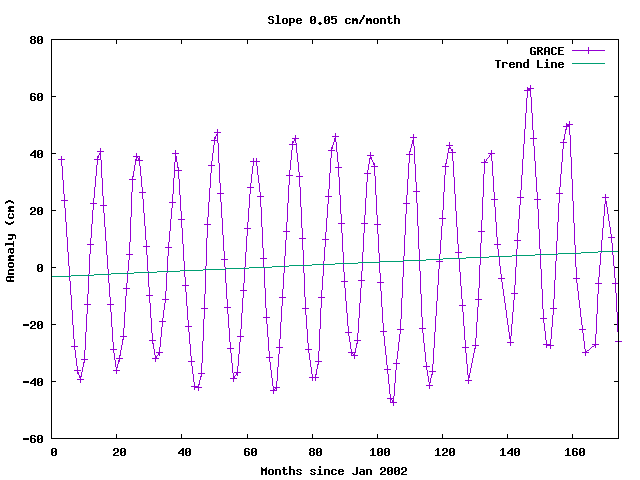 Slope 0.05 cm/month
GRACE
Trend Line
80
60
40
20
0
-20
-40
-60
Anomaly (cm)
0 20 40 60 80 100 120 140 160
Months since Jan 2002